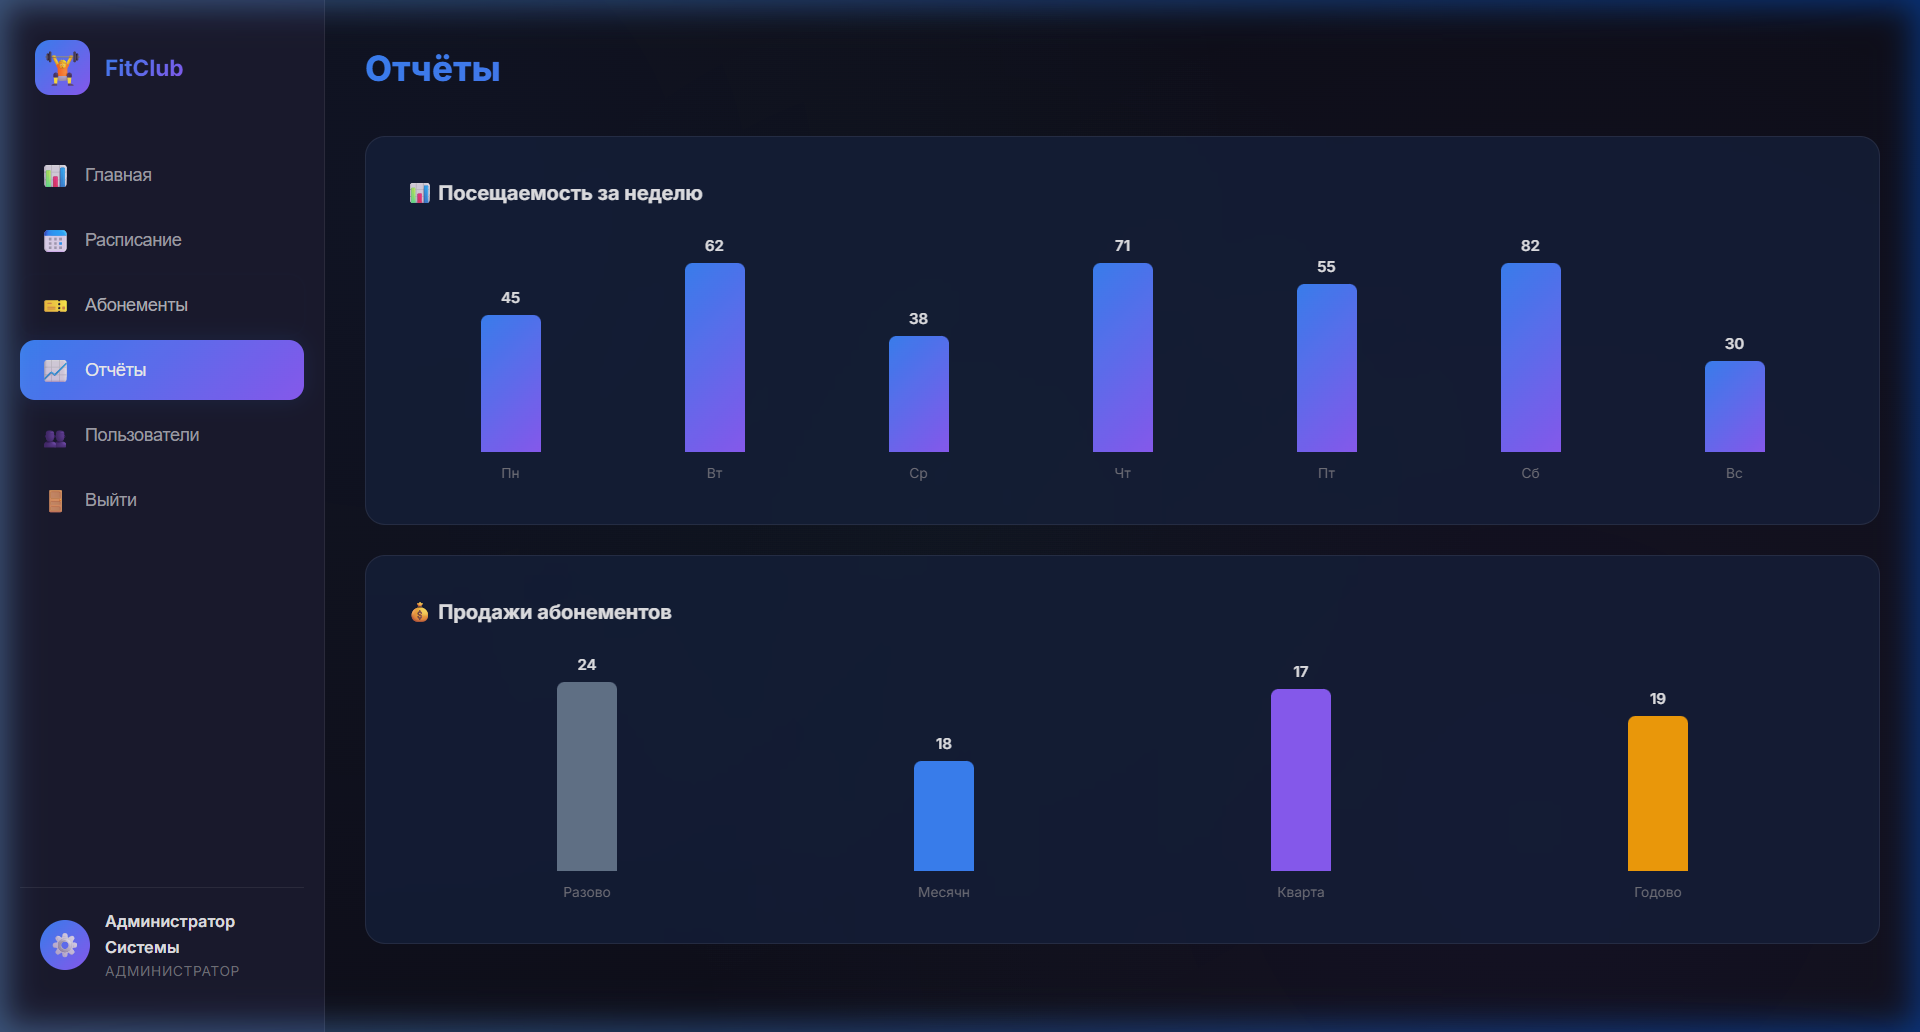 FitClub
Главная
Расписание
Абонементы
Отчёты
Пользователи
Выйти
Администратор
Системы
АДМИНИСТРАТОР
Отчёты
Посещаемость за неделю
45
62
38
71
55
82
30
Пн
Вт
Ср
Чт
Пт
Сб
Вс
Продажи абонементов
24
18
17
19
Разово
Месячн
Кварта
Годово